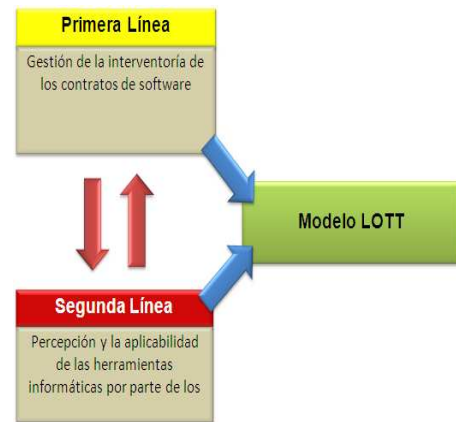 Primera Línea
Gestión de la interventoría de
los contratos de software
Modelo LOTT
Segunda Línea
Percepción y la aplicabilidad
de las herramientas
informáticas por parte de los